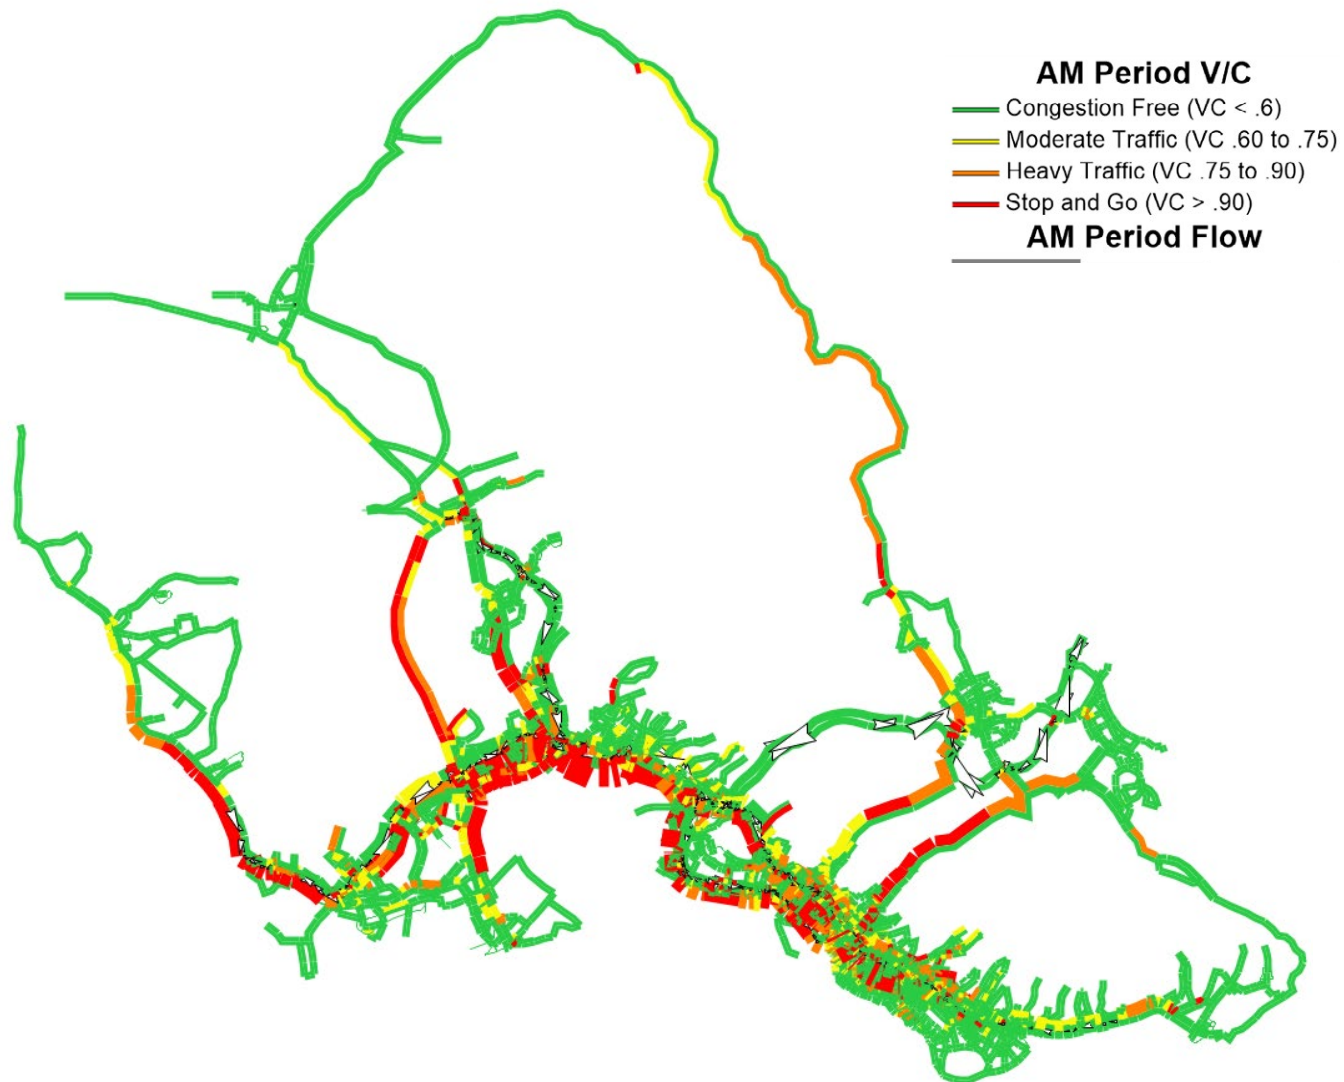 AM Period V/C
Congestion Free (VC < .6)
Moderate Traffic (VC .60 to .75)
Heavy Traffic (VC .75 to .90)
Stop and Go (VC > .90)
AM Period Flow